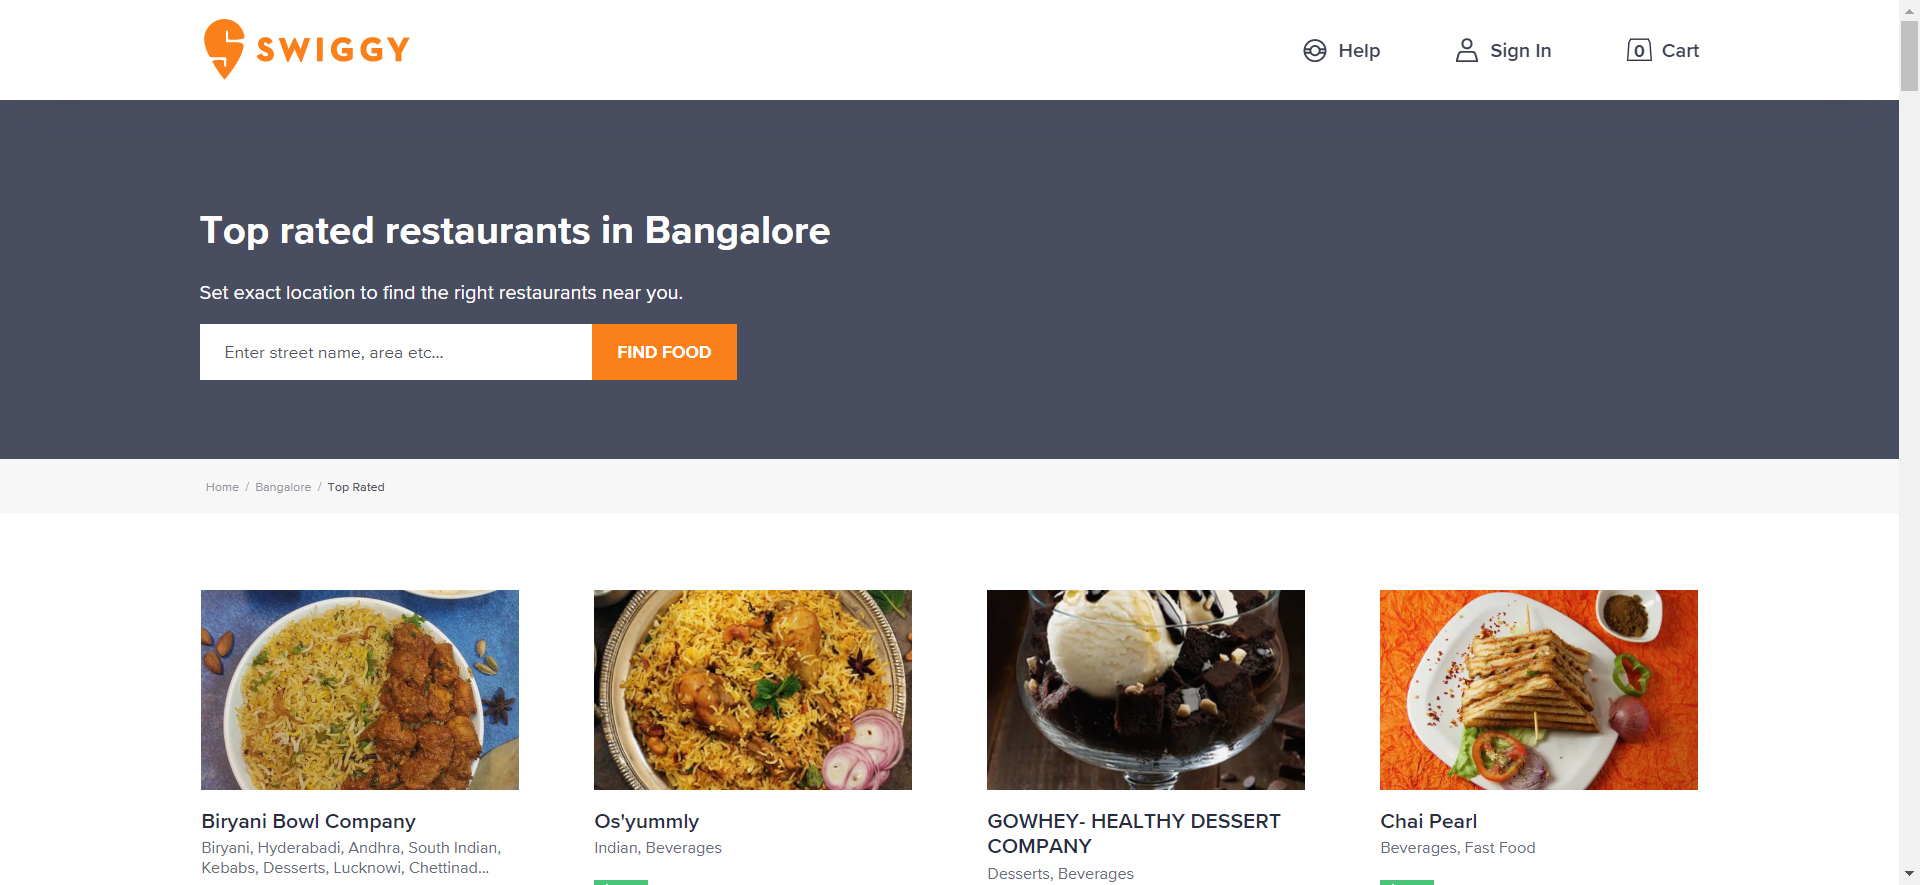 SWIGGY
Help
Sign In
0 Cart
Top rated restaurants in Bangalore
Set exact location to find the right restaurants near you.
Enter street name, area etc...
FIND FOOD
Home / Bangalore / Top Rated
Biryani Bowl Company
Biryani, Hyderabadi, Andhra, South Indian,
Kebabs, Desserts, Lucknowi, Chettinad...
Os'yummly
Indian, Beverages
GOWHEY- HEALTHY DESSERT
COMPANY
Desserts, Beverages
Chai Pearl
Beverages, Fast Food